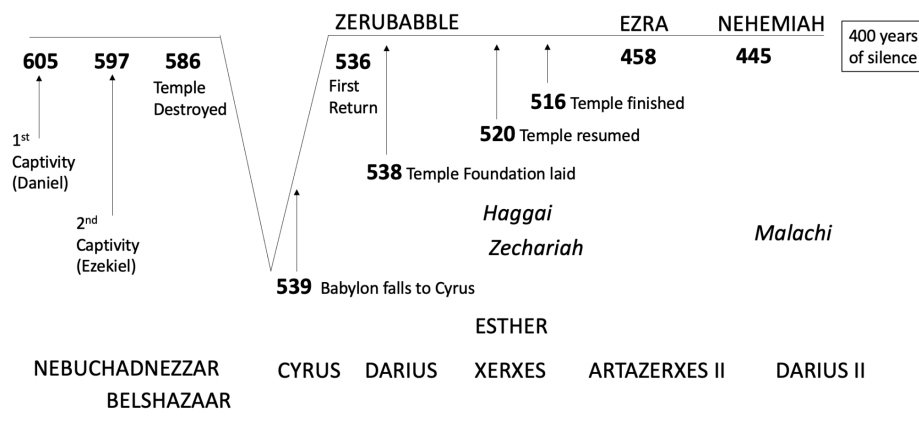 ZERUBABBLE EZRA NEHEMIAH
400 years
of silence
605 597 586 536 458 445
Temple
Destroyed
First
Return
516 Temple finished
520 Temple resumed
1st
Captivity
(Daniel)
538 Temple Foundation laid
2nd
Captivity
(Ezekiel)
Haggai
Zechariah
Malachi
539 Babylon falls to Cyrus
ESTHER
NEBUCHADNEZZAR CYRUS DARIUS XERXES ARTAZERXES II DARIUS II
BELSHAZAAR